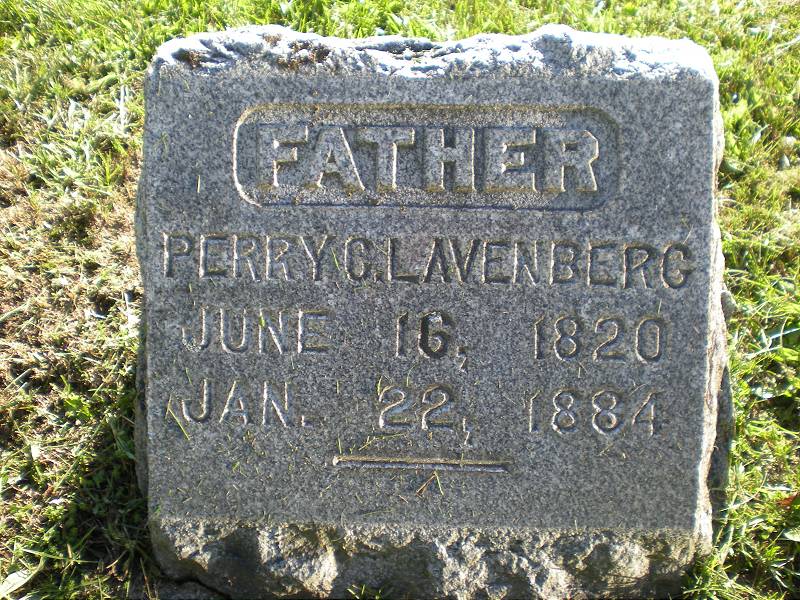 FATHER
PERRY G. LAVENBERG
JUNE 16, 1820
JAN. 22, 1884